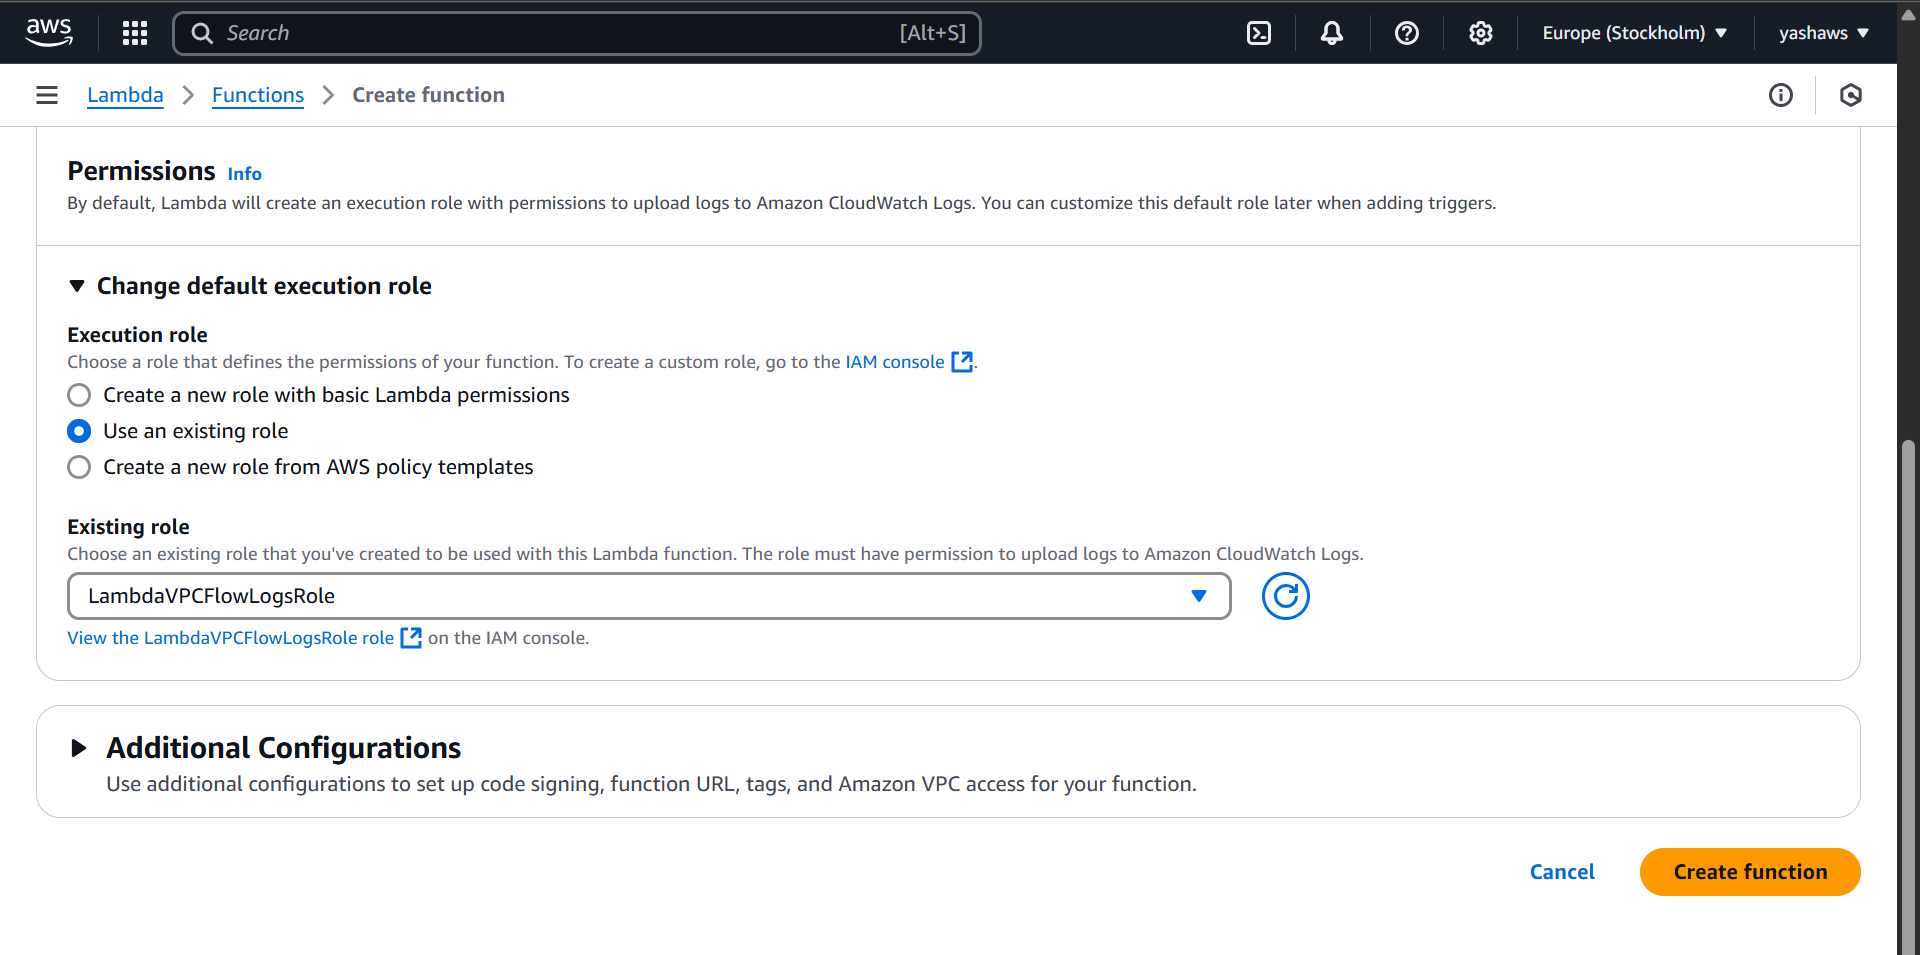 aws
Search
[Alt+S]
Europe (Stockholm)
yashaws
Lambda
Functions
Create function
Permissions Info
By default, Lambda will create an execution role with permissions to upload logs to Amazon CloudWatch Logs. You can customize this default role later when adding triggers.
Change default execution role
Execution role
Choose a role that defines the permissions of your function. To create a custom role, go to the IAM console.
Create a new role with basic Lambda permissions
Use an existing role
Create a new role from AWS policy templates
Existing role
Choose an existing role that you've created to be used with this Lambda function. The role must have permission to upload logs to Amazon CloudWatch Logs.
LambdaVPCFlowLogsRole
View the LambdaVPCFlowLogsRole role on the IAM console.
Additional Configurations
Use additional configurations to set up code signing, function URL, tags, and Amazon VPC access for your function.
Cancel
Create function